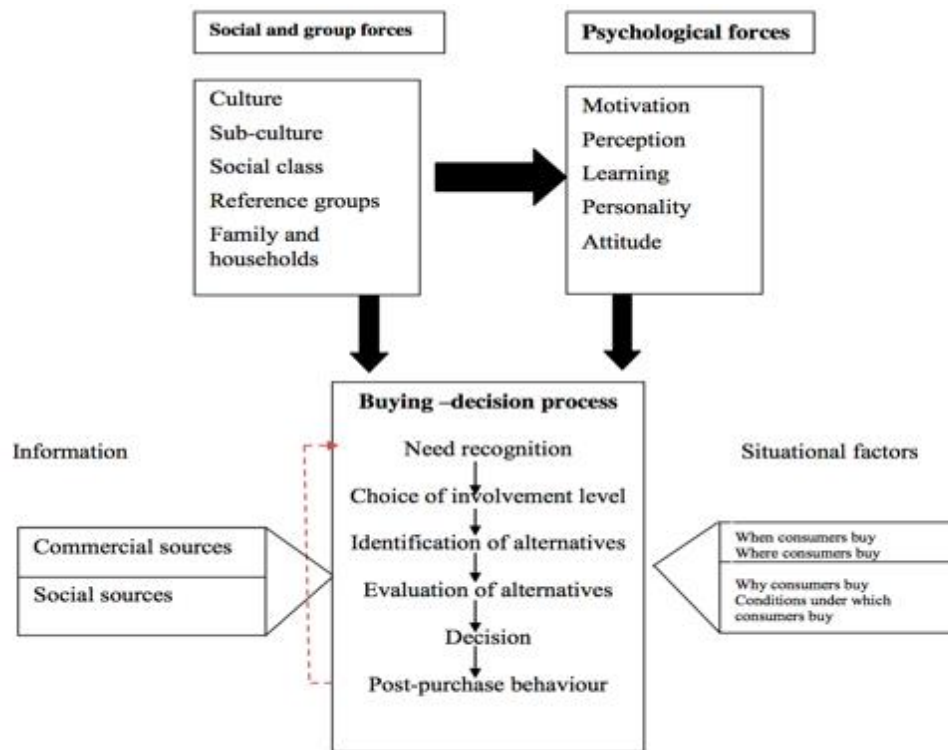 Social and group forces
Psychological forces
Culture
Sub-culture
Social class
Reference groups
Family and
households
Motivation
Perception
Learning
Personality
Attitude
Buying –decision process
Need recognition
Choice of involvement level
Identification of alternatives
Evaluation of alternatives
Decision
Post-purchase behaviour
Information
Commercial sources
Social sources
Situational factors
When consumers buy
Where consumers buy
Why consumers buy
Conditions under which
consumers buy